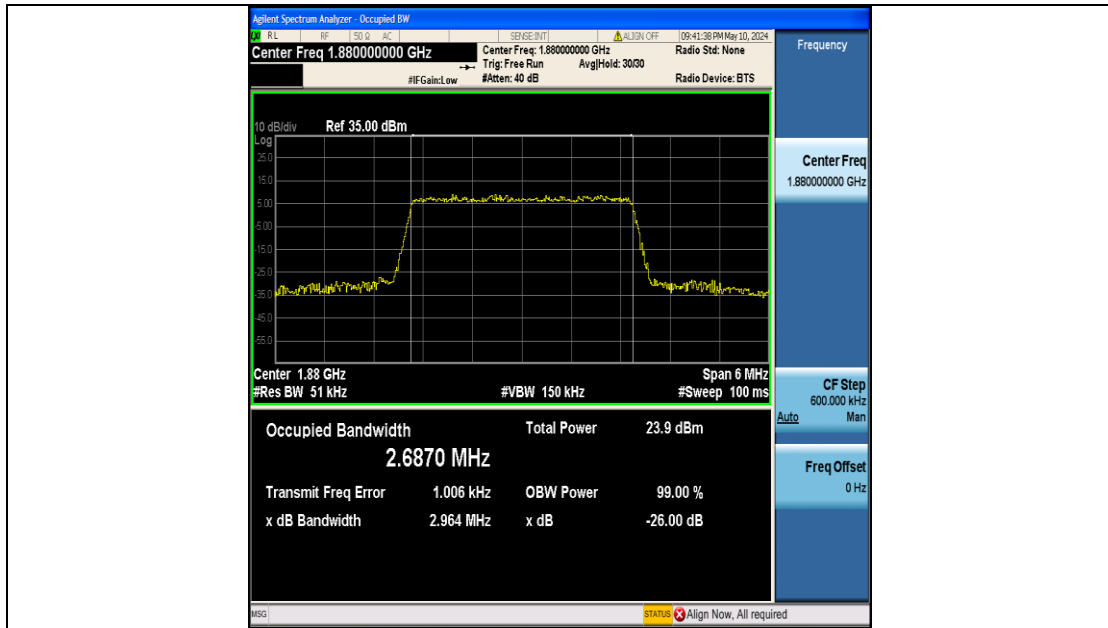 Agilent Spectrum Analyzer - Occupied BW
RL RF 50 Ω AC SENSE:INT ALIGN OFF 09:41:38 PM May 10, 2024
Center Freq 1.880000000 GHz
Center Freq: 1.880000000 GHz
Radio Std: None
Trig: Free Run Avg|Hold: 30/30
#IFGain:Low #Atten: 40 dB
Radio Device: BTS
Frequency
10 dB/div Ref 35.00 dBm
Log
25.0
15.0
5.00
-5.00
-15.0
-25.0
-35.0
-45.0
-55.0
Center 1.88 GHz Span 6 MHz
#Res BW 51 kHz #VBW 150 kHz #Sweep 100 ms
Center Freq
1.880000000 GHz
CF Step
600.000 kHz
Auto Man
Freq Offset
0 Hz
Occupied Bandwidth Total Power 23.9 dBm
2.6870 MHz
Transmit Freq Error 1.006 kHz OBW Power 99.00 %
x dB Bandwidth 2.964 MHz x dB -26.00 dB
MSG STATUS Align Now, All required